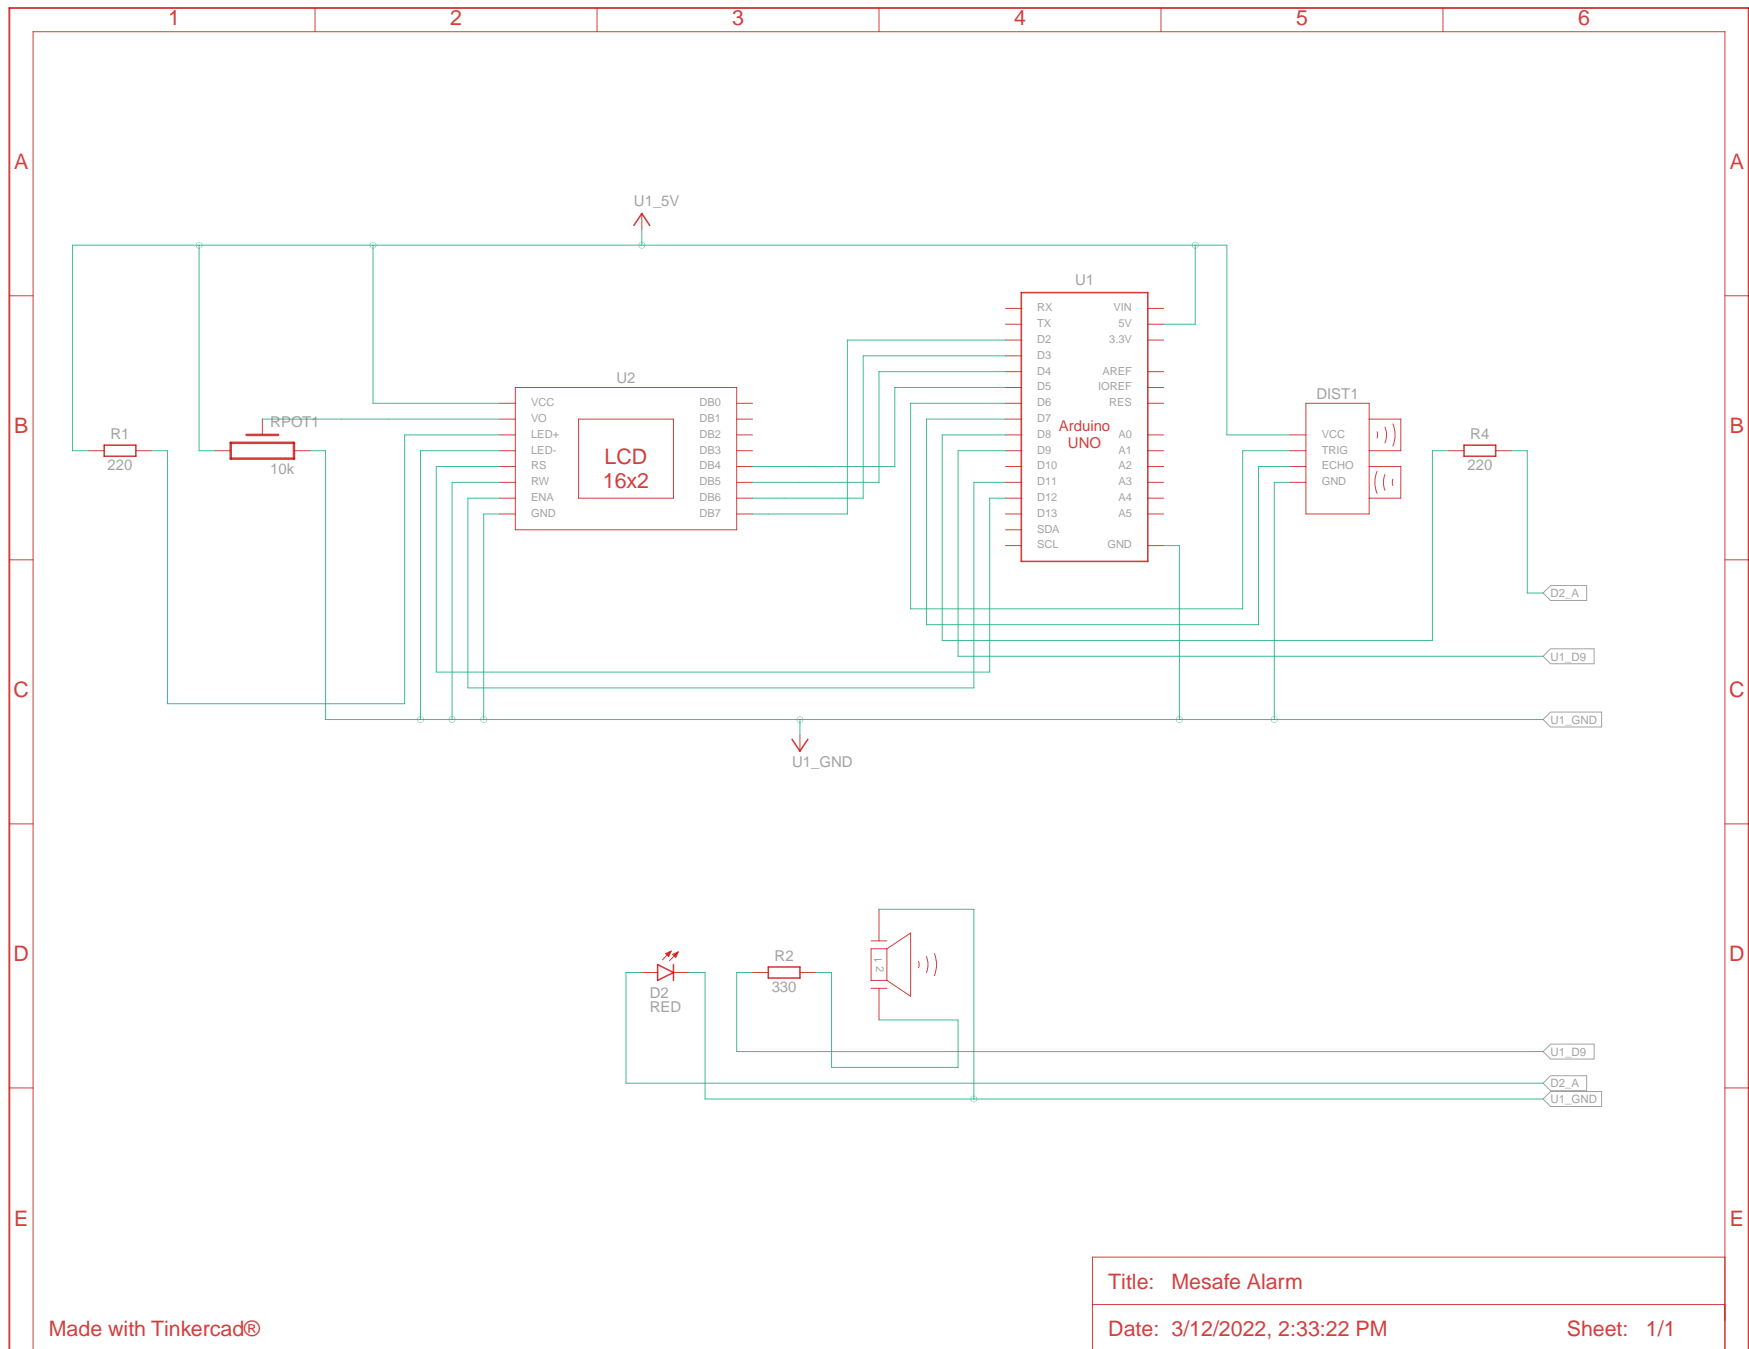 1 2 3 4 5 6
A A
U1_5V
U1
RX VIN
TX 5V
D2 3.3V
D3
D4 AREF
D5 IOREF
D6 RES
D7
D8 A0
D9 A1
D10 A2
D11 A3
D12 A4
D13 A5
SDA
SCL GND
Arduino
UNO
B B
R1
220
RPOT1
10k
U2
VCC DB0
VO DB1
LED+ DB2
LED- DB3
RS DB4
RW DB5
ENA DB6
GND DB7
LCD
16x2
DIST1
VCC
TRIG
ECHO
GND
R4
220
D2_A
U1_D9
C C
U1_GND
U1_GND
D D
D2
RED
R2
330
1 2
U1_D9
D2_A
U1_GND
E E
Title: Mesafe Alarm
Made with Tinkercad®
Date: 3/12/2022, 2:33:22 PM Sheet: 1/1